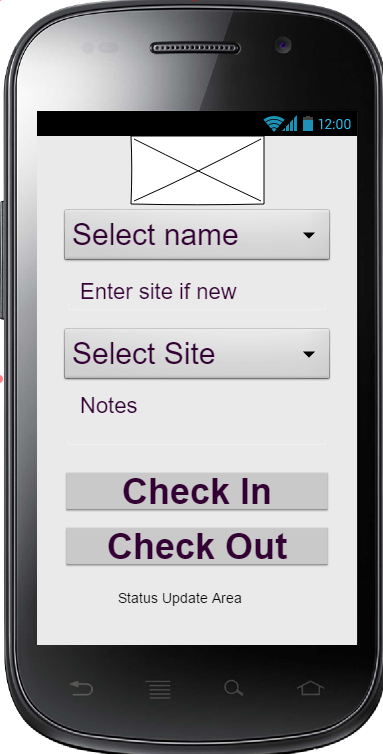 12:00
Select name
Enter site if new
Select Site
Notes
Check In
Check Out
Status Update Area